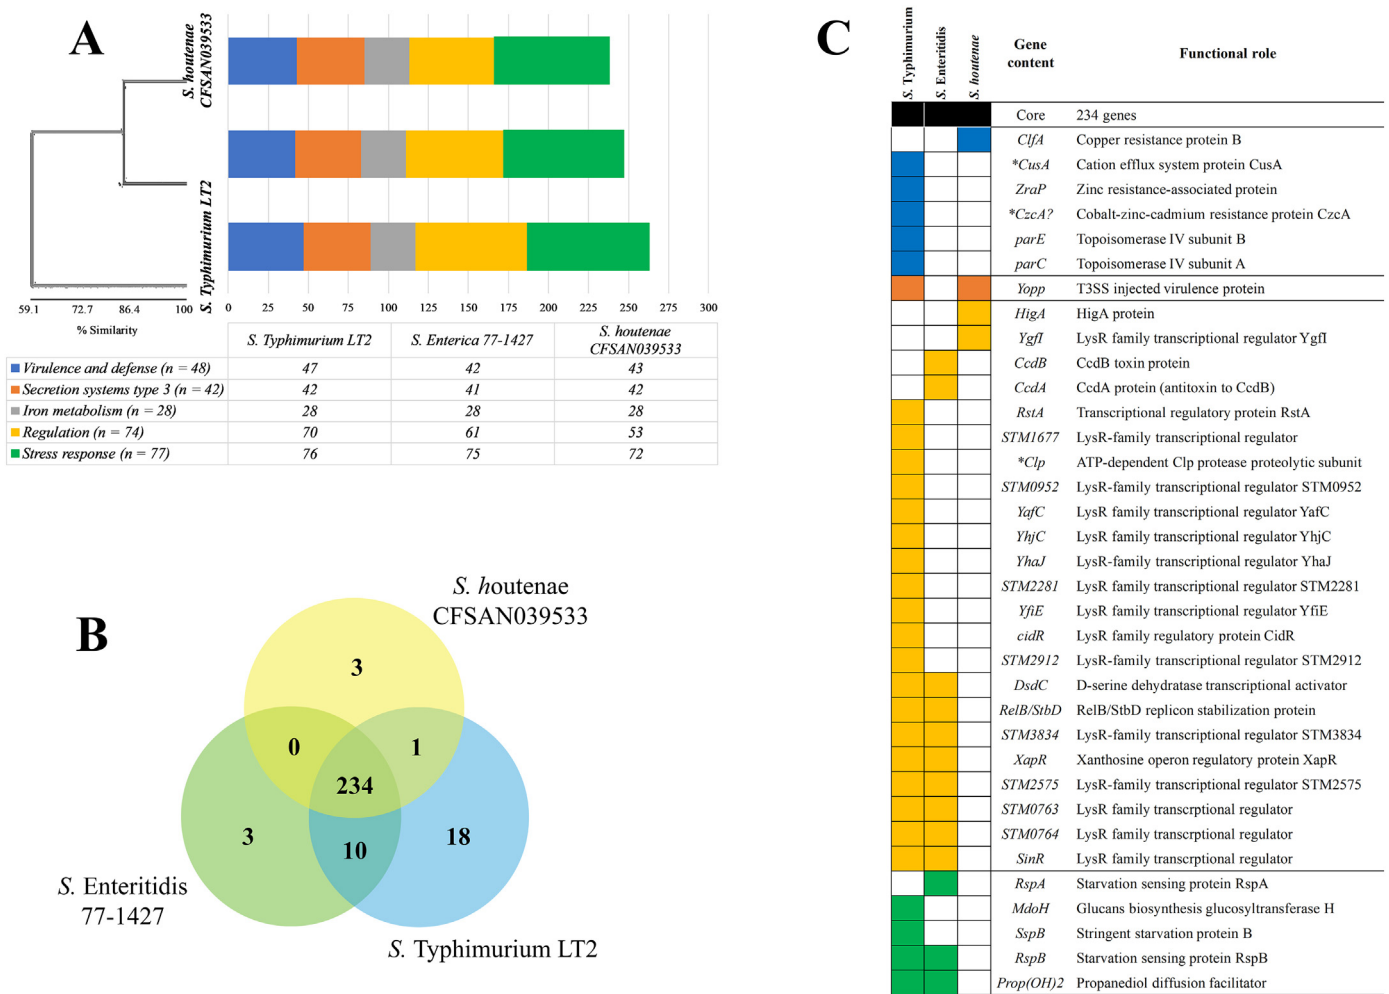 A
S. houtenae
CFSAN039533
S. Typhimurium LT2
59.1 72.7 86.4 100
% Similarity
0 25 50 75 100 125 150 175 200 225 250 275 300
S. Typhimurium LT2 S. Enterica 77-1427 S. houtenae
CFSAN039533
Virulence and defense (n = 48) 47 42 43
Secretion systems type 3 (n = 42) 42 41 42
Iron metabolism (n = 28) 28 28 28
Regulation (n = 74) 70 61 53
Stress response (n = 77) 76 75 72
B
S. houtenae
CFSAN039533
3
0 1
234
3 10 18
S. Enteritidis
77-1427
S. Typhimurium LT2
C
S. Typhimurium
S. Enteritidis
S. houtenae
Gene
content
Functional role
Core 234 genes
ClfA Copper resistance protein B
*CusA Cation efflux system protein CusA
ZraP Zinc resistance-associated protein
*CzcA? Cobalt-zinc-cadmium resistance protein CzcA
parE Topoisomerase IV subunit B
parC Topoisomerase IV subunit A
Yopp T3SS injected virulence protein
HigA HigA protein
YgfI LysR family transcriptional regulator YgfI
CcdB CcdB toxin protein
CcdA CcdA protein (antitoxin to CcdB)
RstA Transcriptional regulatory protein RstA
STM1677 LysR-family transcriptional regulator
*Clp ATP-dependent Clp protease proteolytic subunit
STM0952 LysR-family transcriptional regulator STM0952
YafC LysR family transcriptional regulator YafC
YhjC LysR family transcriptional regulator YhjC
YhaJ LysR family transcriptional regulator YhaJ
STM2281 LysR family transcriptional regulator STM2281
YfiE LysR family transcriptional regulator YfiE
cidR LysR family regulatory protein CidR
STM2912 LysR-family transcriptional regulator STM2912
DsdC D-serine dehydratase transcriptional activator
RelB/StbD RelB/StbD replicon stabilization protein
STM3834 LysR-family transcriptional regulator STM3834
XapR Xanthosine operon regulatory protein XapR
STM2575 LysR-family transcriptional regulator STM2575
STM0763 LysR family transcrptional regulator
STM0764 LysR family transcrptional regulator
SinR LysR family transcrptional regulator
RspA Starvation sensing protein RspA
MdoH Glucans biosynthesis glucosyltransferase H
SspB Stringent starvation protein B
RspB Starvation sensing protein RspB
Prop(OH)2 Propanediol diffusion facilitator